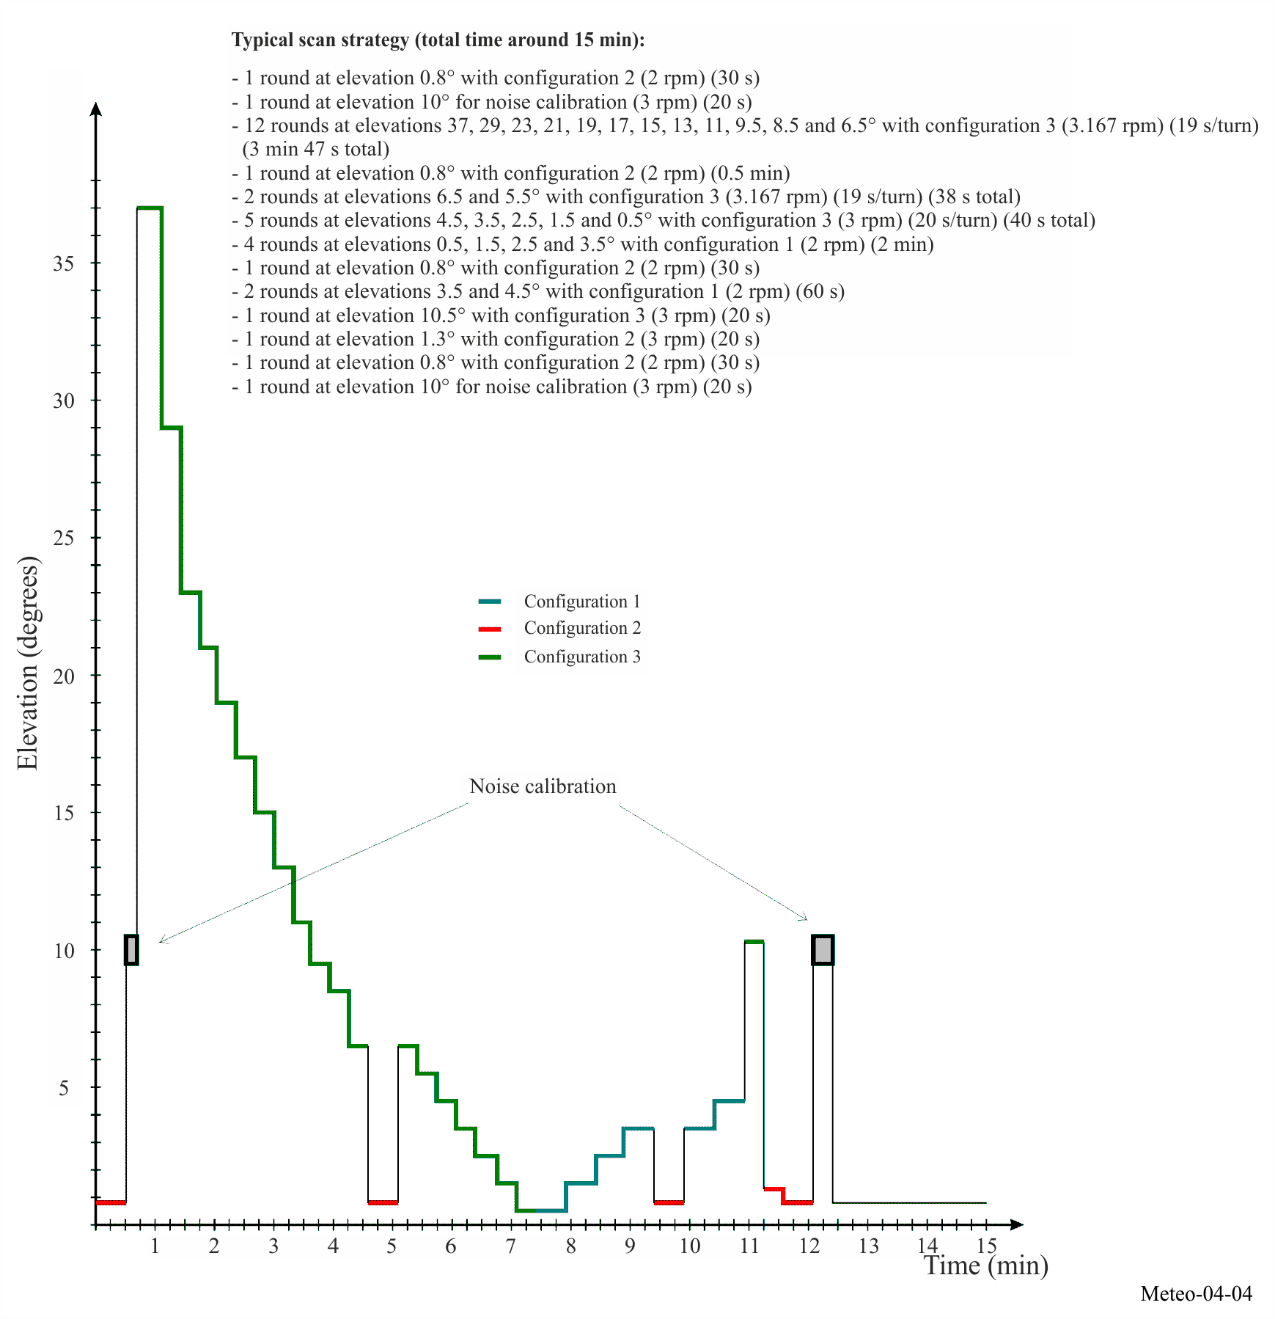 Typical scan strategy (total time around 15 min):
- 1 round at elevation 0.8° with configuration 2 (2 rpm) (30 s)
- 1 round at elevation 10° for noise calibration (3 rpm) (20 s)
- 12 rounds at elevations 37, 29, 23, 21, 19, 17, 15, 13, 11, 9.5, 8.5 and 6.5° with configuration 3 (3.167 rpm) (19 s/turn)
(3 min 47 s total)
- 1 round at elevation 0.8° with configuration 2 (2 rpm) (0.5 min)
- 2 rounds at elevations 6.5 and 5.5° with configuration 3 (3.167 rpm) (19 s/turn) (38 s total)
- 5 rounds at elevations 4.5, 3.5, 2.5, 1.5 and 0.5° with configuration 3 (3 rpm) (20 s/turn) (40 s total)
- 4 rounds at elevations 0.5, 1.5, 2.5 and 3.5° with configuration 1 (2 rpm) (2 min)
- 1 round at elevation 0.8° with configuration 2 (2 rpm) (30 s)
- 2 rounds at elevations 3.5 and 4.5° with configuration 1 (2 rpm) (60 s)
- 1 round at elevation 10.5° with configuration 3 (3 rpm) (20 s)
- 1 round at elevation 1.3° with configuration 2 (3 rpm) (20 s)
- 1 round at elevation 0.8° with configuration 2 (2 rpm) (30 s)
- 1 round at elevation 10° for noise calibration (3 rpm) (20 s)
35
30
25
20
15
10
5
Elevation (degrees)
Configuration 1
Configuration 2
Configuration 3
Noise calibration
1 2 3 4 5 6 7 8 9 10 11 12 13 14 15
Time (min)
Meteo-04-04